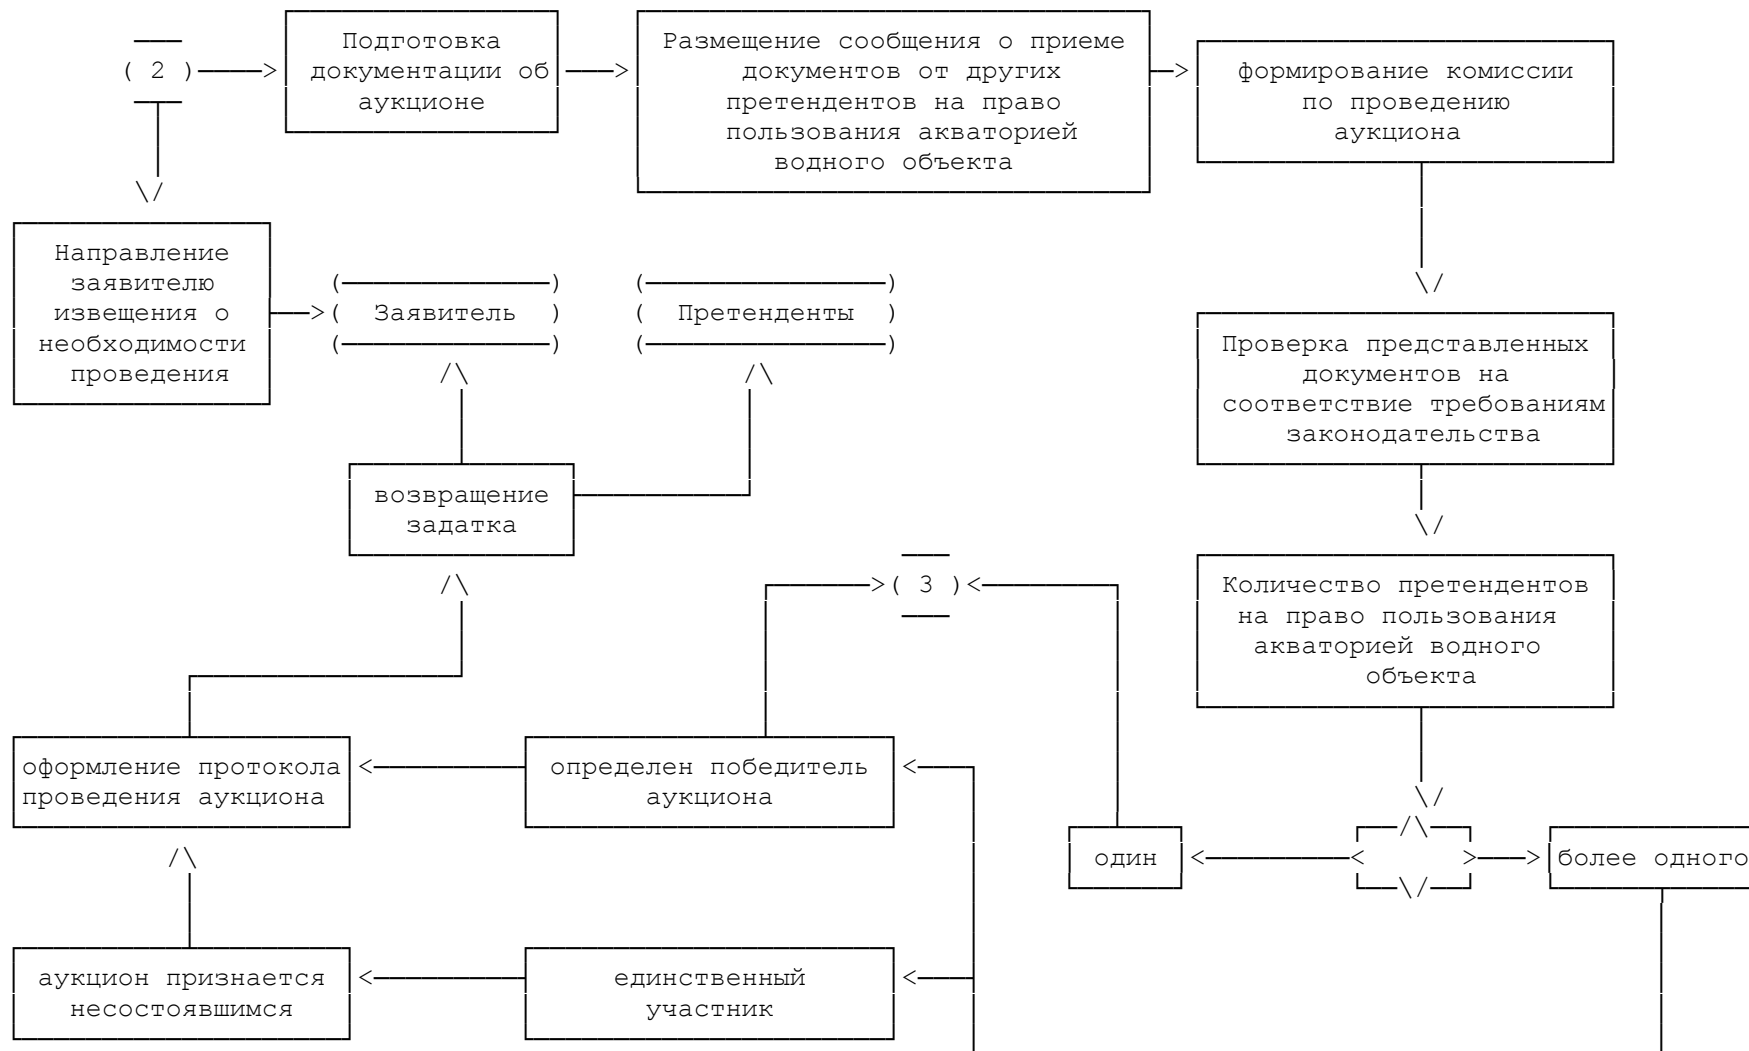 ( 2 )
Подготовка
документации об
аукционе
Размещение сообщения о приеме
документов от других
претендентов на право
пользования акваторией
водного объекта
формирование комиссии
по проведению
аукциона
Направление
заявителю
извещения о
необходимости
проведения
( Заявитель )
( Претенденты )
Проверка представленных
документов на
соответствие требованиям
законодательства
возвращение
задатка
( 3 )
Количество претендентов
на право пользования
акваторией водного
объекта
оформление протокола
проведения аукциона
определен победитель
аукциона
один
более одного
аукцион признается
несостоявшимся
единственный
участник